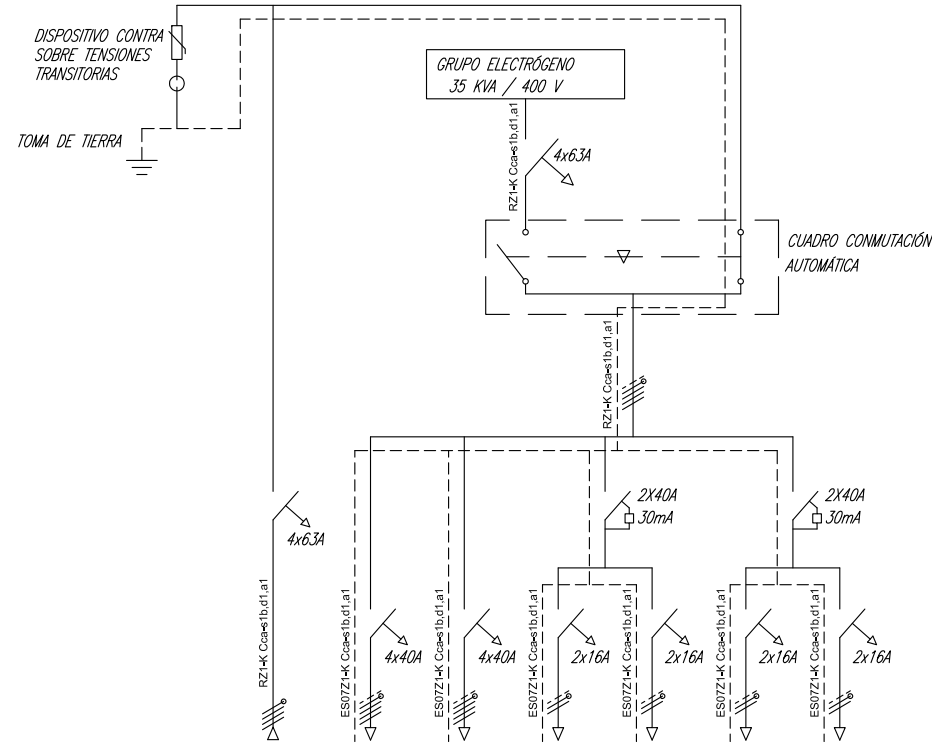 DISPOSITIVO CONTRA
SOBRE TENSIONES
TRANSITORIAS
TOMA DE TIERRA
GRUPO ELECTRÓGENO
35 KVA / 400 V
RZ1-K Cca-s1b,d1,a1
4x63A
CUADRO CONMUTACIÓN
AUTOMÁTICA
RZ1-K Cca-s1b,d1,a1
2X40A
30mA
2X40A
30mA
4x63A
RZ1-K Cca-s1b,d1,a1
ES07Z1-K Cca-s1b,d1,a1
4x40A
ES07Z1-K Cca-s1b,d1,a1
4x40A
ES07Z1-K Cca-s1b,d1,a1
2x16A
ES07Z1-K Cca-s1b,d1,a1
2x16A
ES07Z1-K Cca-s1b,d1,a1
2x16A
ES07Z1-K Cca-s1b,d1,a1
2x16A